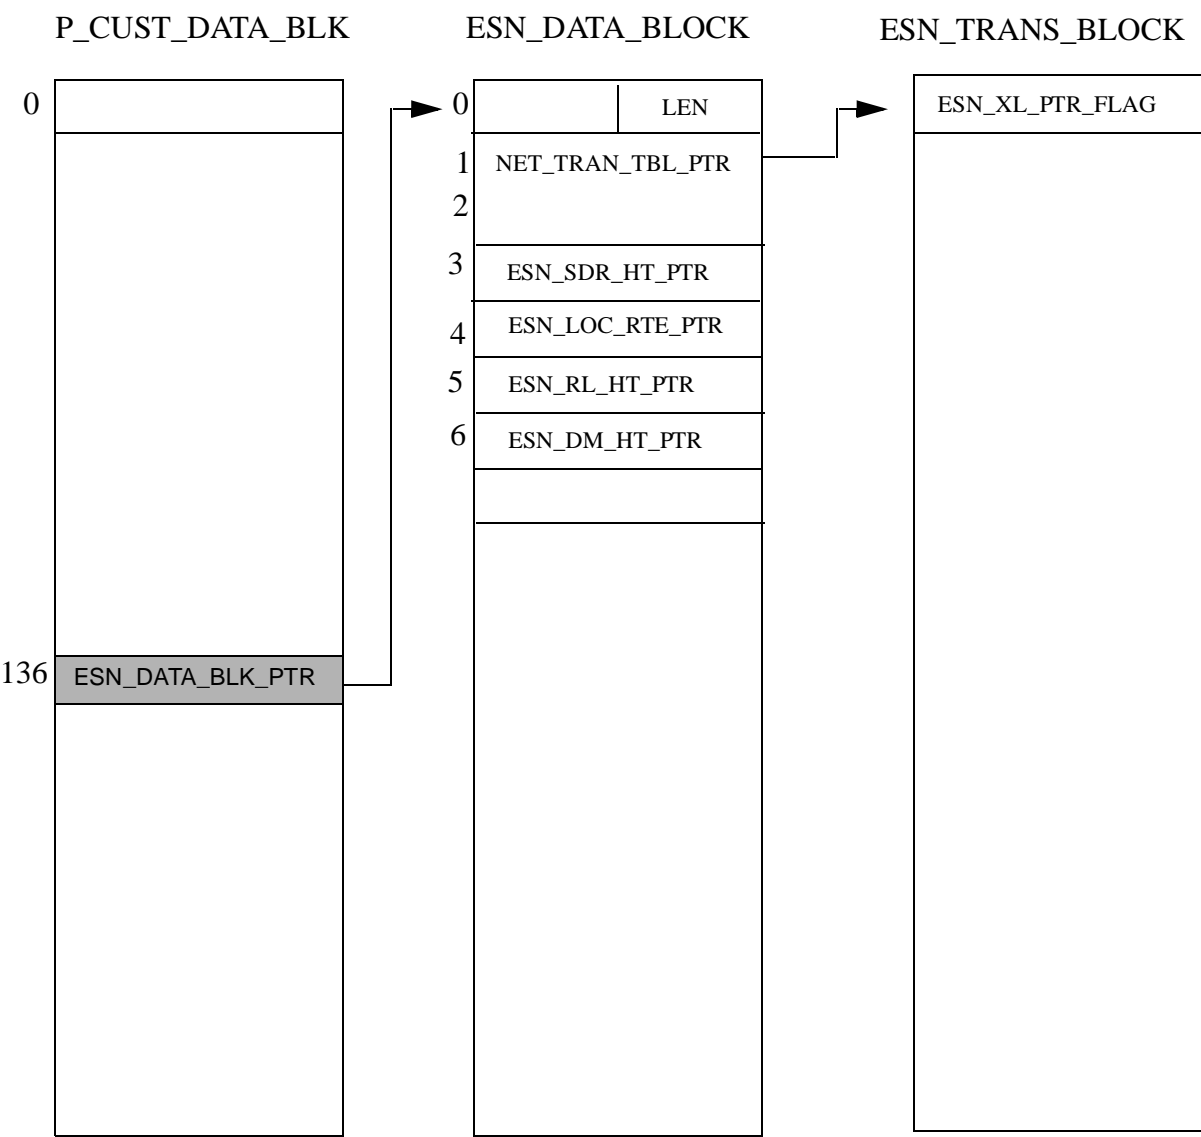 P_CUST_DATA_BLK
ESN_DATA_BLOCK
ESN_TRANS_BLOCK
0
0
LEN
ESN_XL_PTR_FLAG
1
NET_TRAN_TBL_PTR
2
3
ESN_SDR_HT_PTR
4
ESN_LOC_RTE_PTR
5
ESN_RL_HT_PTR
6
ESN_DM_HT_PTR
136
ESN_DATA_BLK_PTR